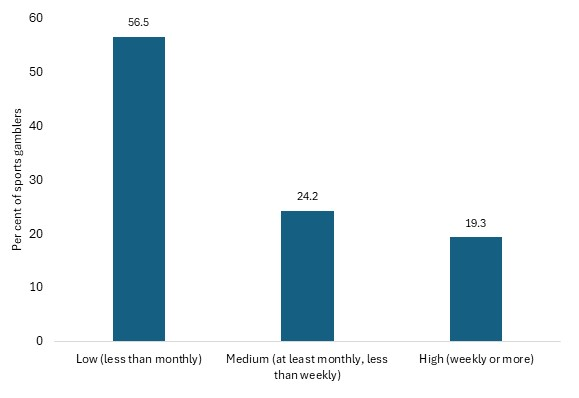 Per cent of sports gamblers
60
50
40
30
20
10
0
56.5
24.2
19.3
Low (less than monthly)
Medium (at least monthly, less
than weekly)
High (weekly or more)